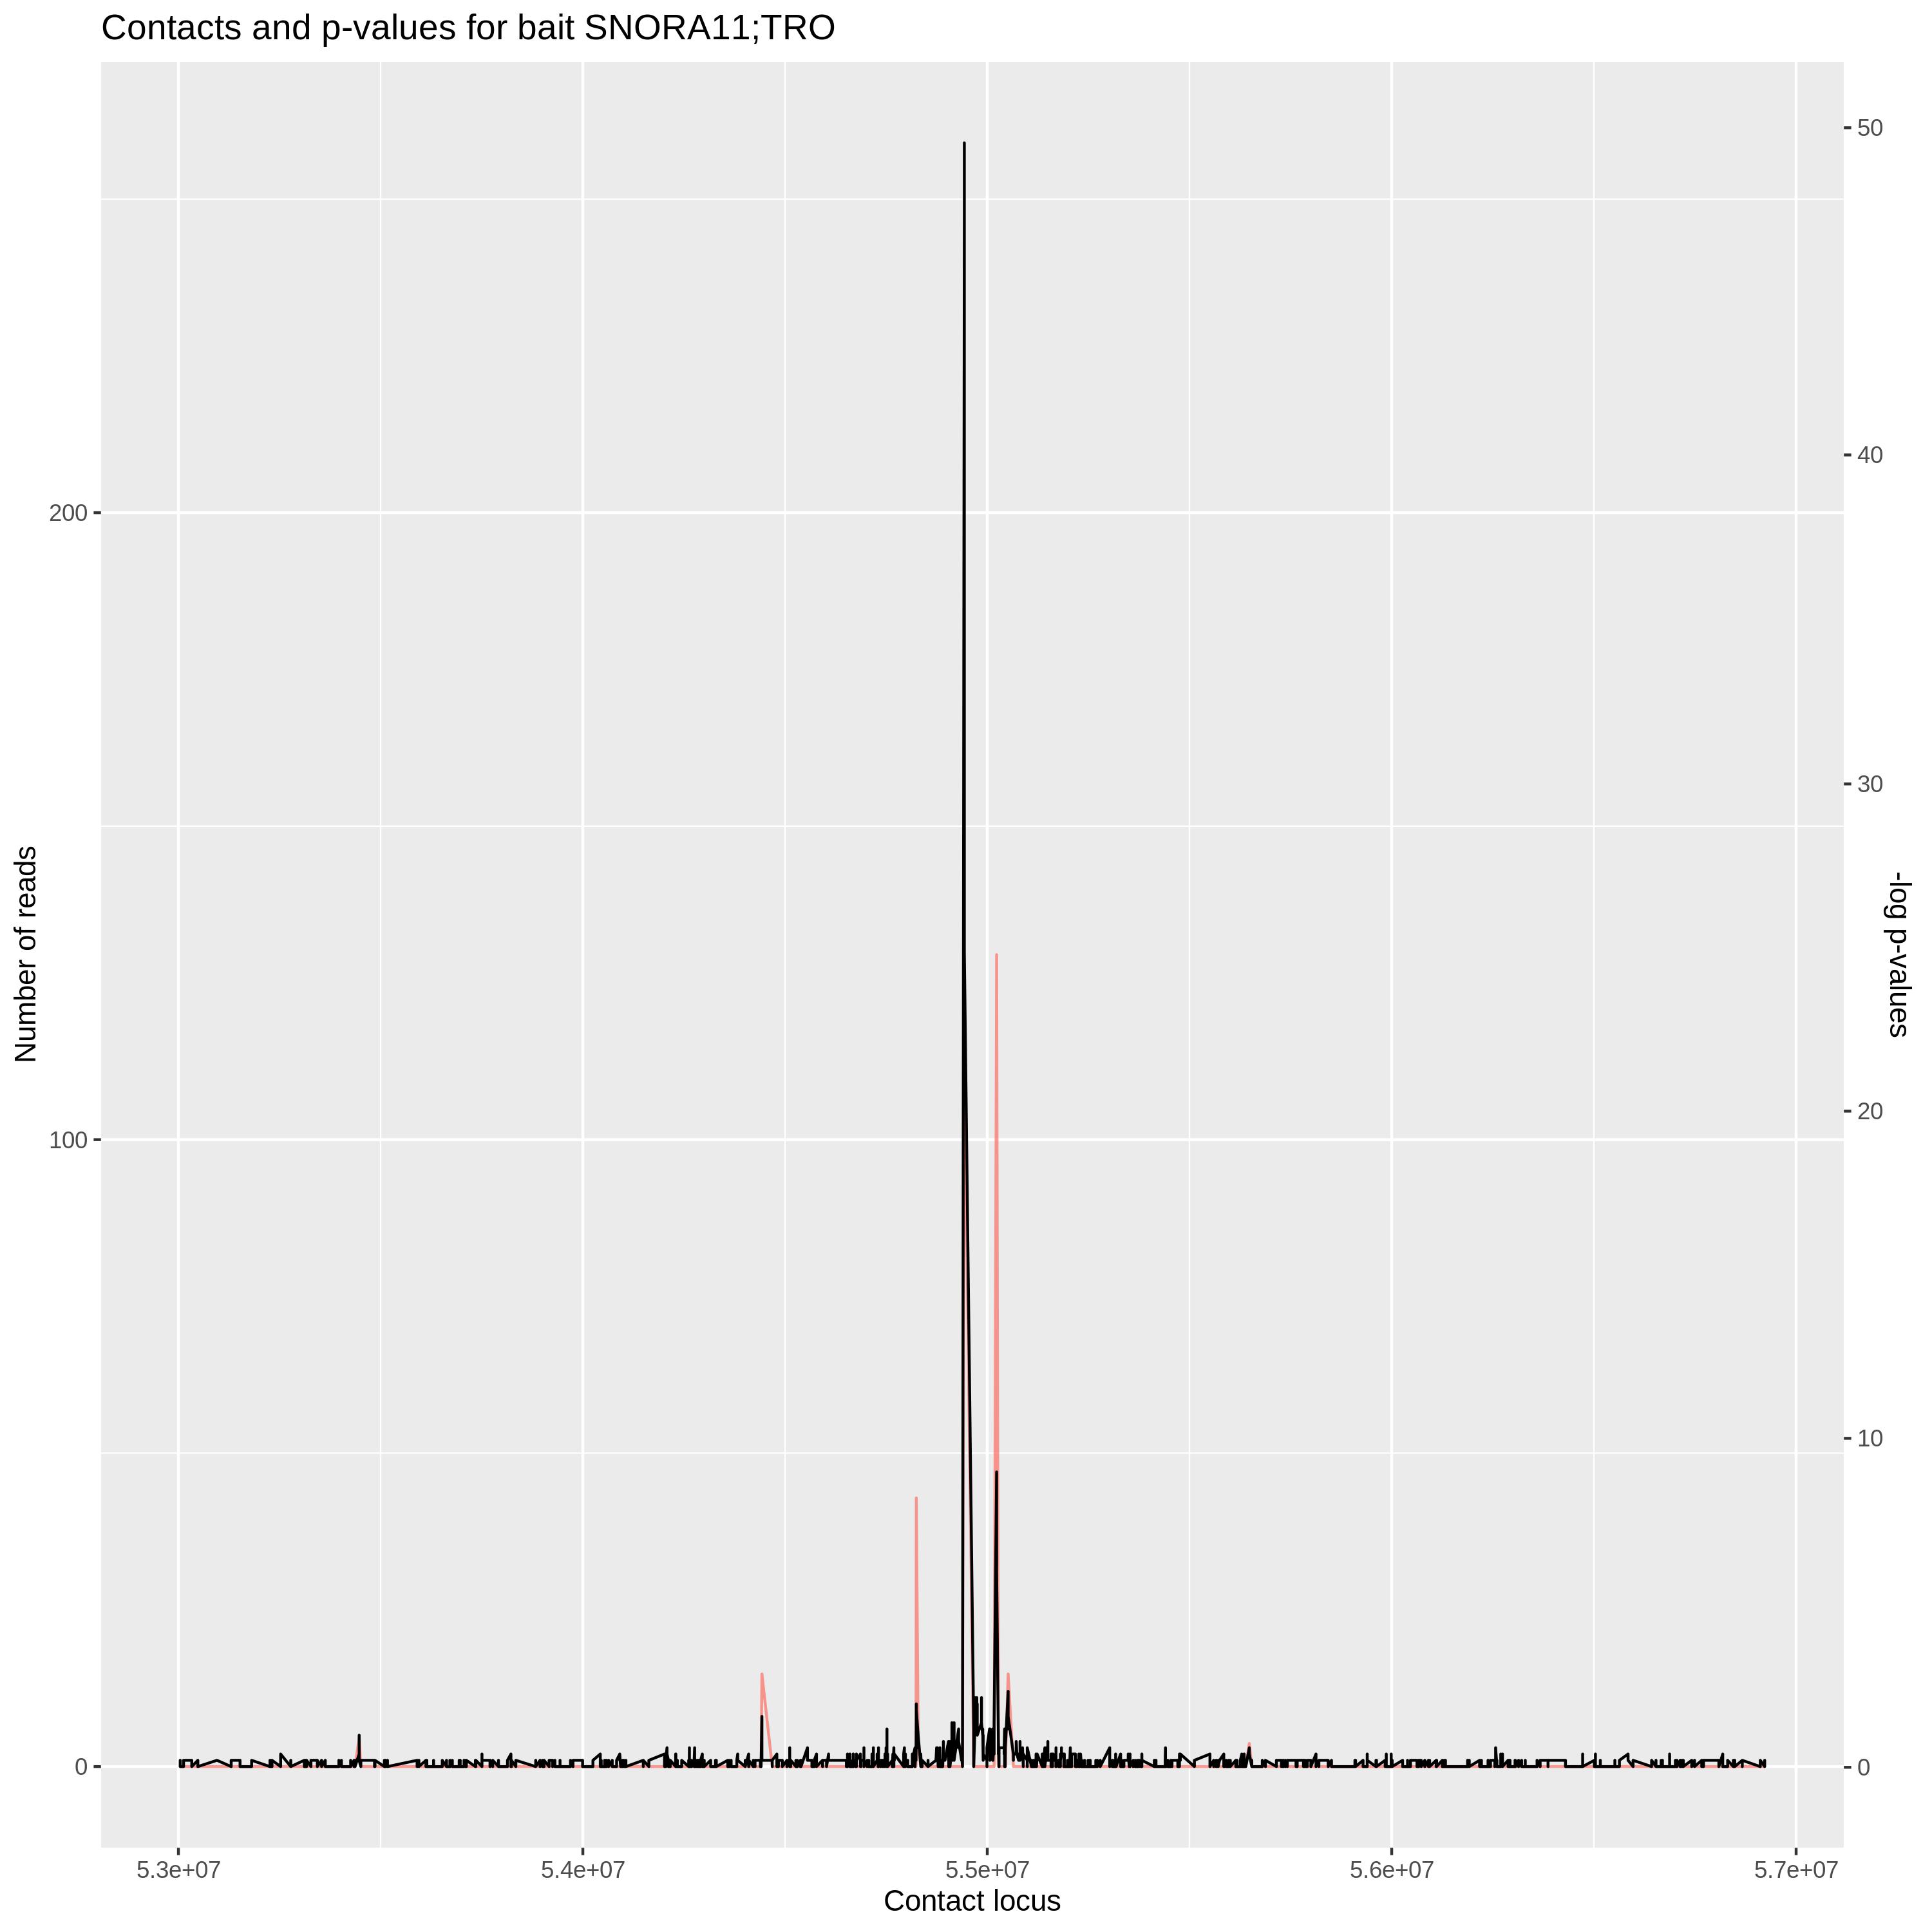 Contacts and p-values for bait SNORA11;TRO
Number of reads
200
100
0
50
40
30
20
10
0
-log p-values
5.3e+07
5.4e+07
5.5e+07
5.6e+07
5.7e+07
Contact locus